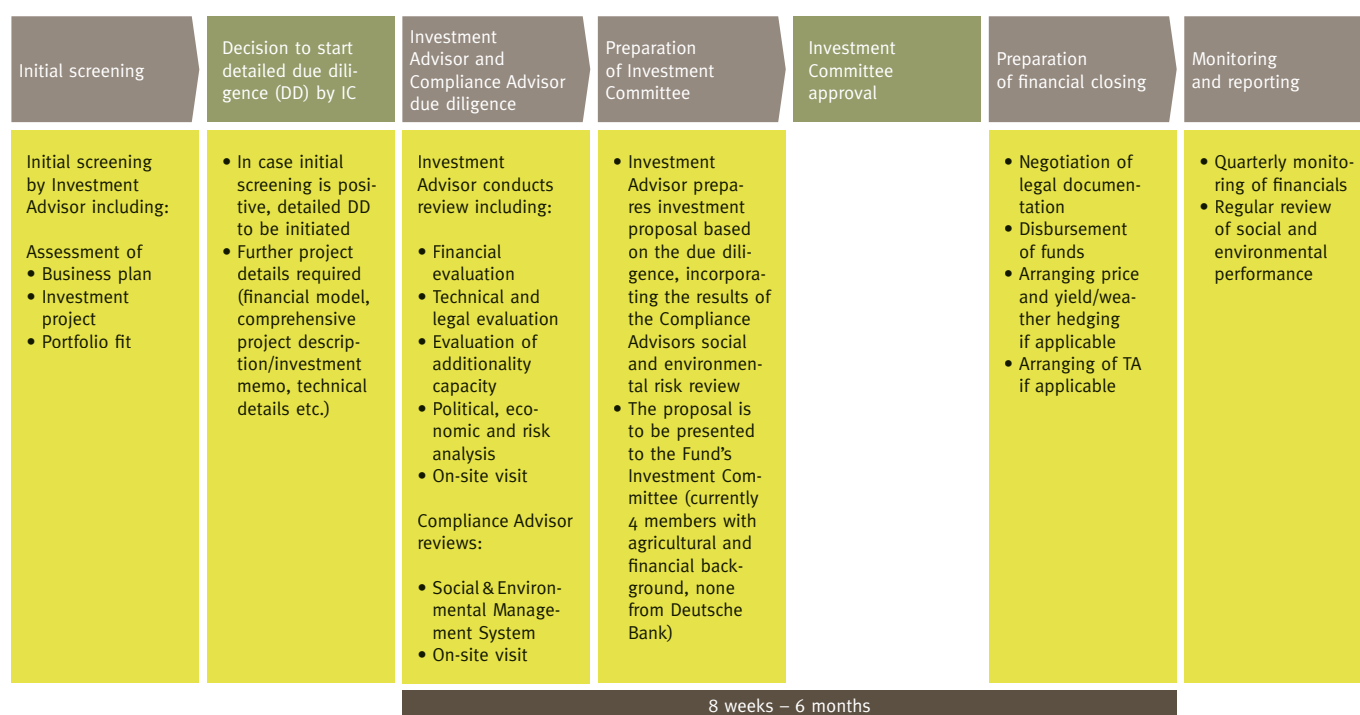 Initial screening
Decision to start
detailed due dili-
gence (DD) by IC
Investment
Advisor and
Compliance Advisor
due diligence
Preparation
of Investment
Committee
Investment
Committee
approval
Preparation
of financial closing
Monitoring
and reporting
Initial screening
by Investment
Advisor including:
Assessment of
• Business plan
• Investment
project
• Portfolio fit
• In case initial
screening is posi-
tive, detailed DD
to be initiated
• Further project
details required
(financial model,
comprehensive
project descrip-
tion/investment
memo, technical
details etc.)
Investment
Advisor conducts
review including:
• Financial
evaluation
• Technical and
legal evaluation
• Evaluation of
additionality
capacity
• Political, eco-
nomic and risk
analysis
• On-site visit
Compliance Advisor
reviews:
• Social & Environ-
mental Manage-
ment System
• On-site visit
• Investment
Advisor prepa-
res investment
proposal based
on the due dili-
gence, incorpora-
ting the results of
the Compliance
Advisors social
and environmen-
tal risk review
• The proposal is
to be presented
to the Fund's
Investment Com-
mittee (currently
4 members with
agricultural and
financial back-
ground, none
from Deutsche
Bank)
• Negotiation of
legal documen-
tation
• Disbursement
of funds
• Arranging price
and yield/wea-
ther hedging
if applicable
• Arranging of TA
if applicable
• Quarterly monito-
ring of financials
• Regular review
of social and
environmental
performance
8 weeks – 6 months